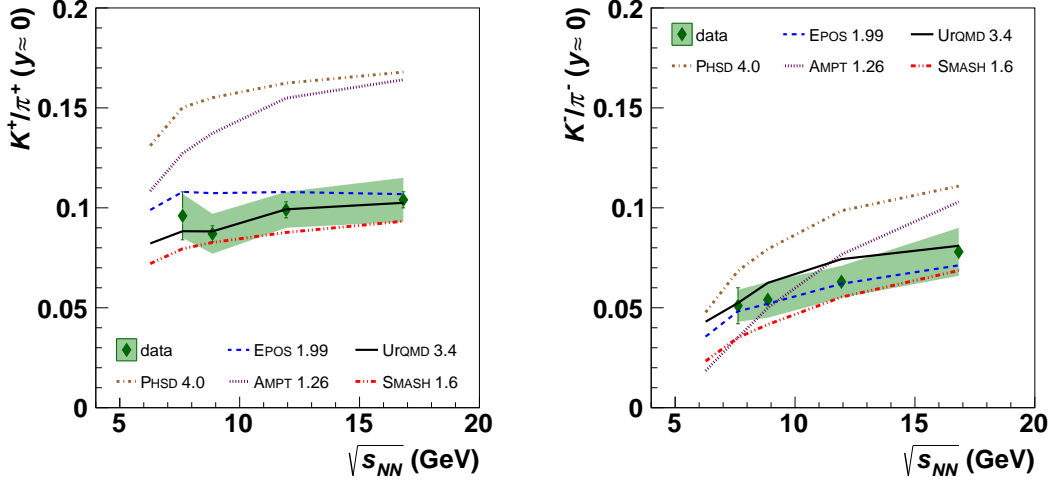 K⁺/π⁺ (y≈ 0)
0.2
0.15
0.1
0.05
0
data
EPOS 1.99
URQMD 3.4
PHSD 4.0
AMPT 1.26
SMASH 1.6
5
10
15
20
√s_NN (GeV)
K⁻/π⁻ (y≈ 0)
0.2
0.15
0.1
0.05
0
data
EPOS 1.99
URQMD 3.4
PHSD 4.0
AMPT 1.26
SMASH 1.6
5
10
15
20
√s_NN (GeV)